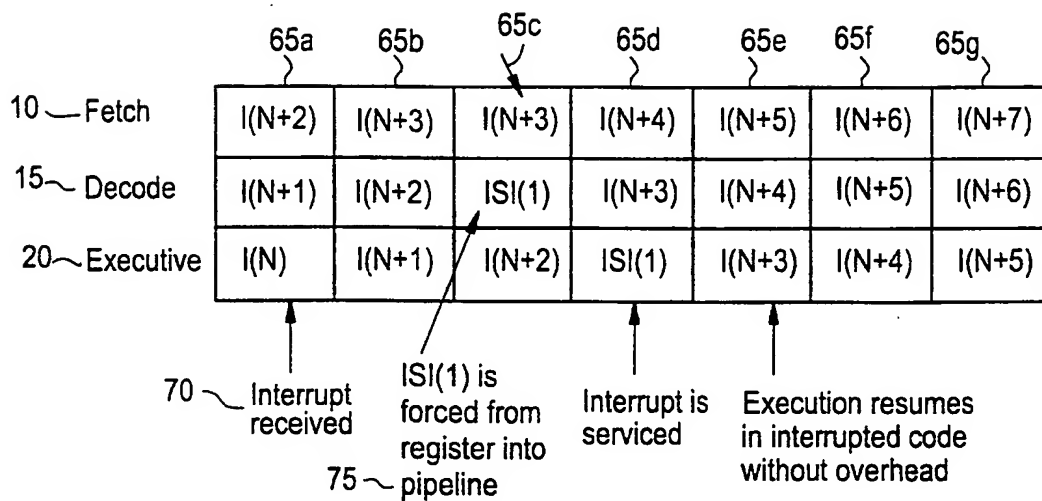 65a 65b 65c 65d 65e 65f 65g
10 Fetch I(N+2) I(N+3) I(N+3) I(N+4) I(N+5) I(N+6) I(N+7)
15 Decode I(N+1) I(N+2) ISI(1) I(N+3) I(N+4) I(N+5) I(N+6)
20 Executive I(N) I(N+1) I(N+2) ISI(1) I(N+3) I(N+4) I(N+5)
70 Interrupt
received
ISI(1) is
forced from
register into
75 pipeline
Interrupt is
serviced
Execution resumes
in interrupted code
without overhead